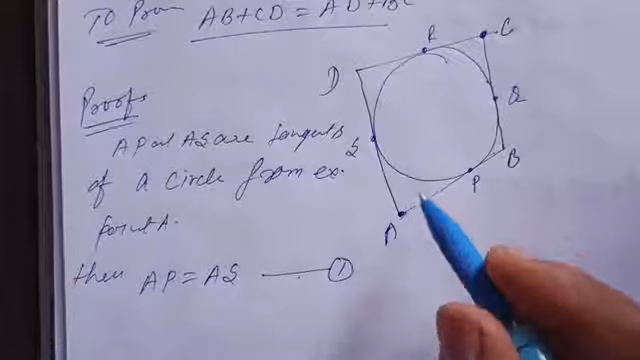 To Prove AB+CD = AD+BC
Proof:
AP and AS are tangents
of a circle from ex.
point A.
then AP = AS ——— ①
D
R
C
S
Q
B
P
A